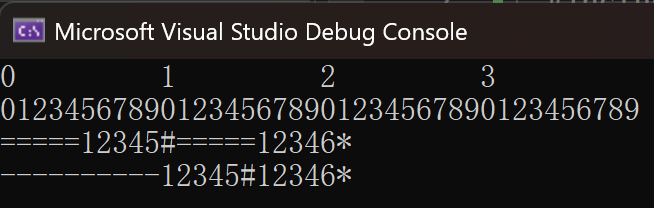 C:\
Microsoft Visual Studio Debug Console
0         1         2         3
0123456789012345678901234567890123456789
=====12345#=====12346*
----------12345#12346*